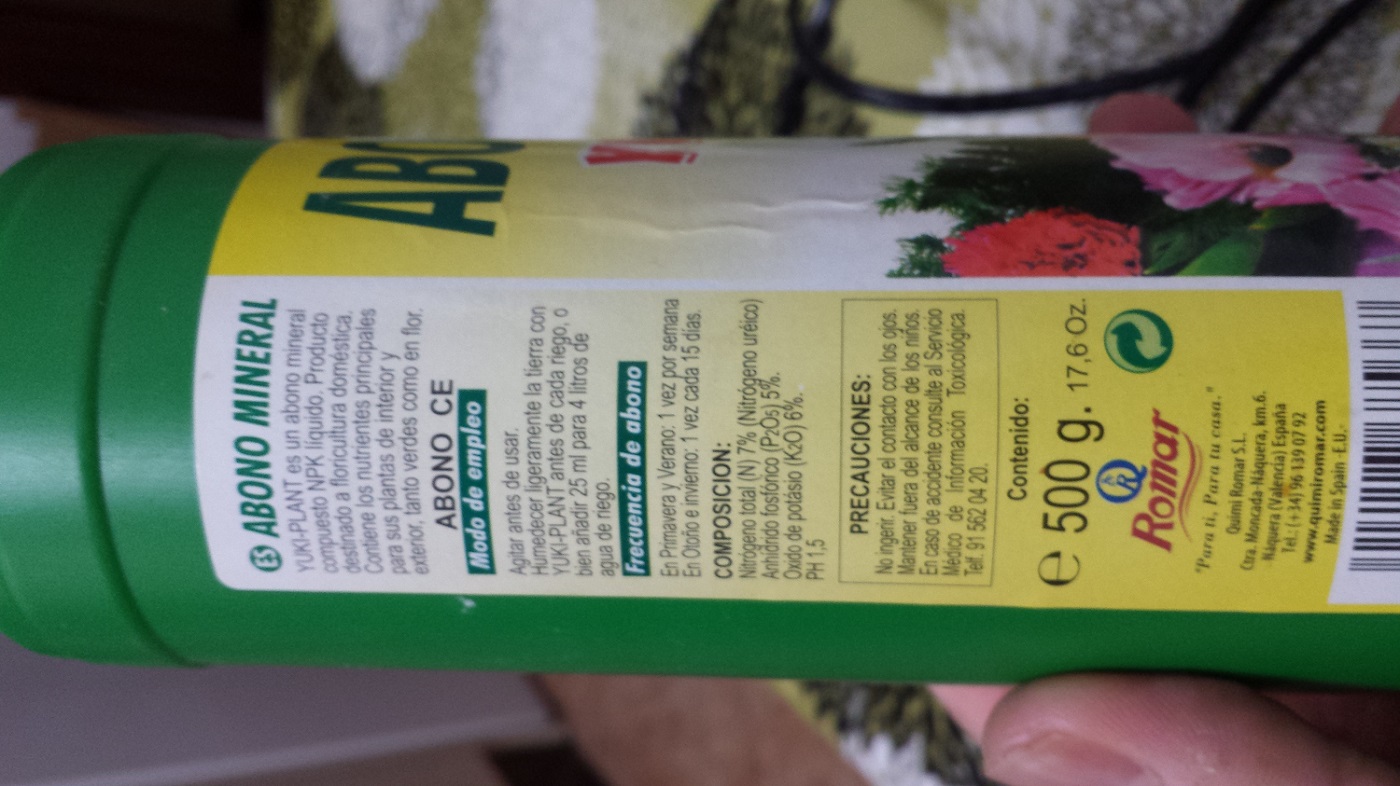 ABO
Y
ES ABONO MINERAL
YUKI-PLANT es un abono mineral
compuesto NPK líquido. Producto
destinado a floricultura doméstica.
Contiene los nutrientes principales
para sus plantas de interior y
exterior, tanto verdes como en flor.
ABONO CE
Modo de empleo
Agitar antes de usar.
Humedecer ligeramente la tierra con
YUKI-PLANT antes de cada riego, o
bien añadir 25 ml para 4 litros de
agua de riego.
Frecuencia de abono
En Primavera y Verano: 1 vez por semana
En Otoño e invierno: 1 vez cada 15 días.
COMPOSICION:
Nitrógeno total (N) 7% (Nitrógeno uréico)
Anhídrido fosfórico (P2O5) 5%.
Oxido de potásio (K2O) 6%.
PH 1,5
PRECAUCIONES:
No ingerir. Evitar el contacto con los ojos.
Mantener fuera del alcance de los niños.
En caso de accidente consulte al Servicio
Médico de Información Toxicológica.
Telf. 91 562 04 20.
Contenido:
e 500 g. 17,6 Oz.
QR
Romar
"Para ti, Para tu casa."
Quimi Romar S.L.
Ctra. Moncada-Náquera, km.6.
Náquera (Valencia) España
Tel.: (+34) 96 139 07 92
www.quimiromar.com
Made in Spain -E.U.-